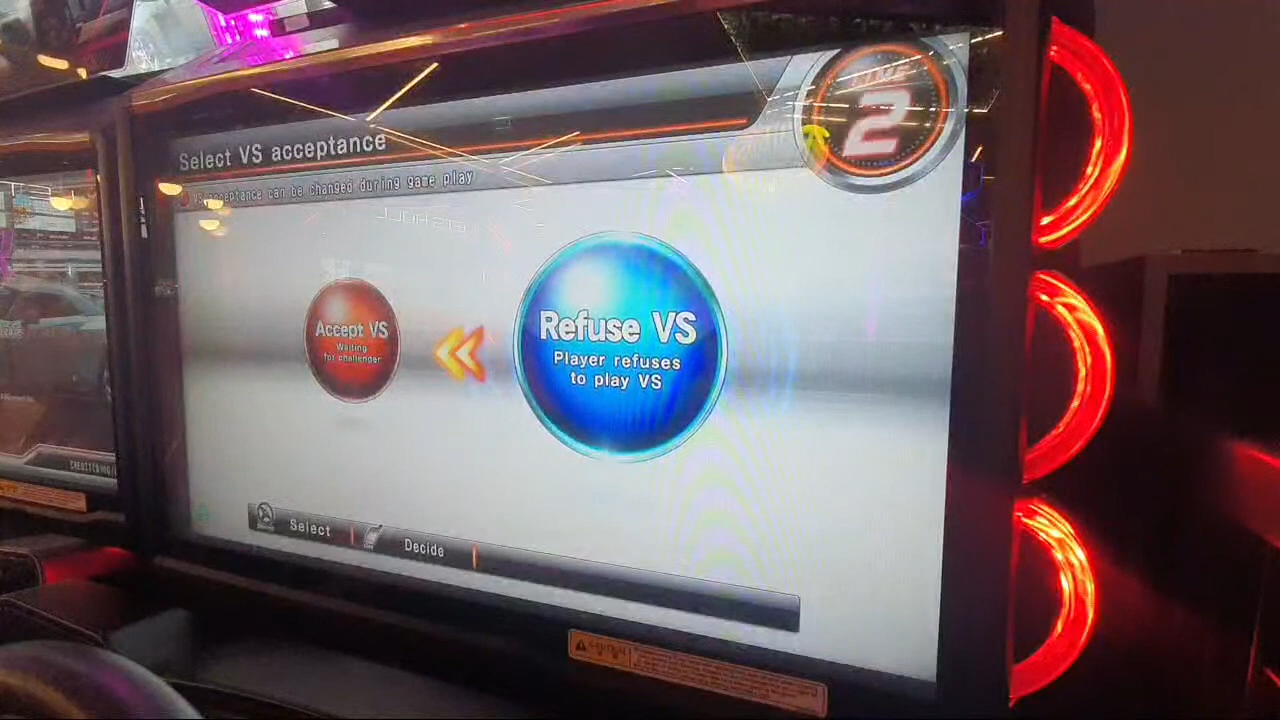 TIME
2
Select VS acceptance
VS acceptance can be changed during game play
Accept VS
Waiting
for challenger
Refuse VS
Player refuses
to play VS
Select
Decide